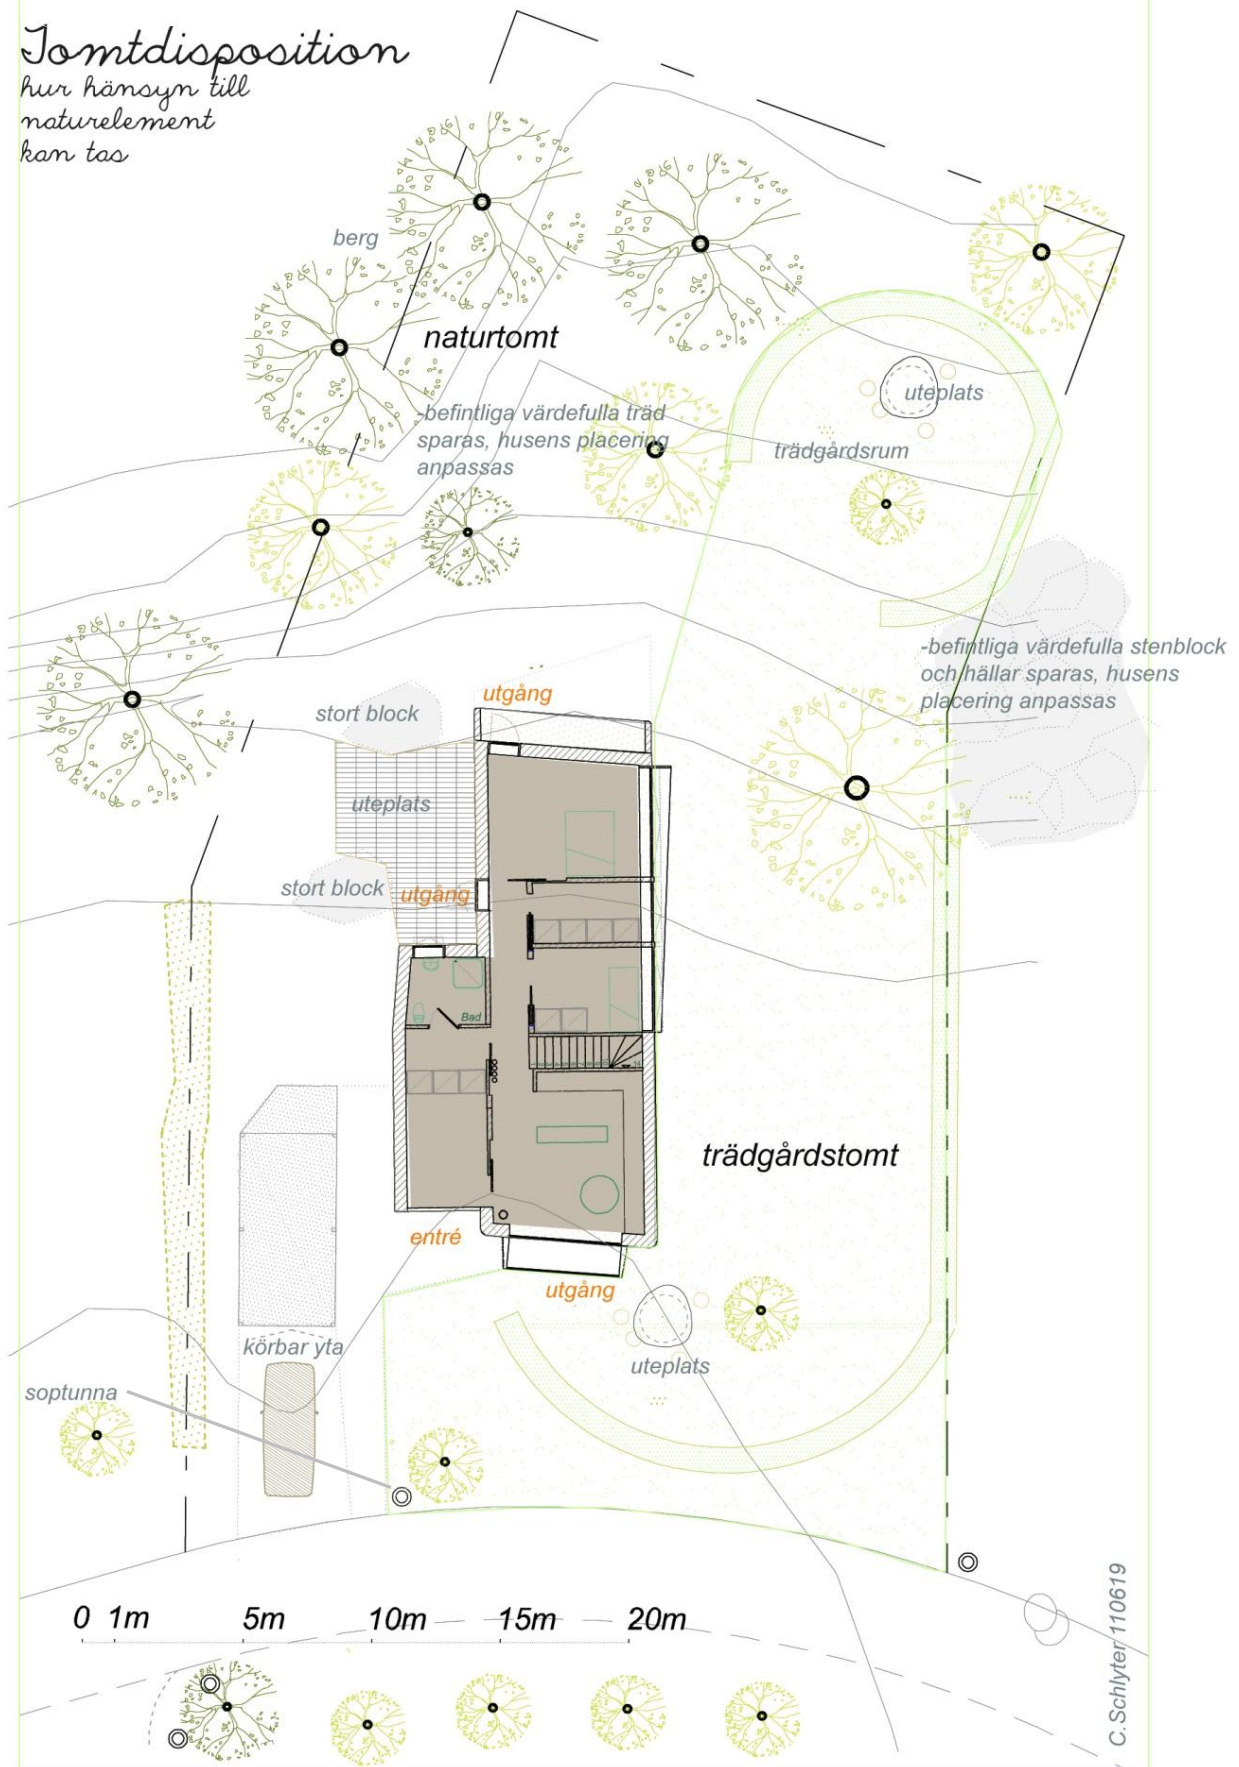 Tomtdisposition
hur hänsyn till
naturelement
kan tas
berg
naturtomt
-befintliga värdefulla träd
sparas, husens placering
anpassas
uteplats
trädgårdsrum
-befintliga värdefulla stenblock
och hällar sparas, husens
placering anpassas
utgång
stort block
uteplats
stort block
utgång
Bad
14
trädgårdstomt
entré
utgång
körbar yta
uteplats
soptunna
0 1m 5m 10m 15m 20m
C.Schlyter 110619